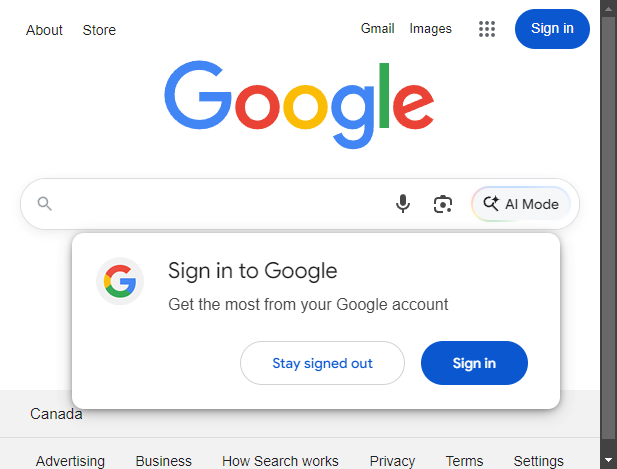 About Store Gmail Images Sign in
Google
AI Mode
Sign in to Google
Get the most from your Google account
Stay signed out Sign in
Canada
Advertising Business How Search works Privacy Terms Settings